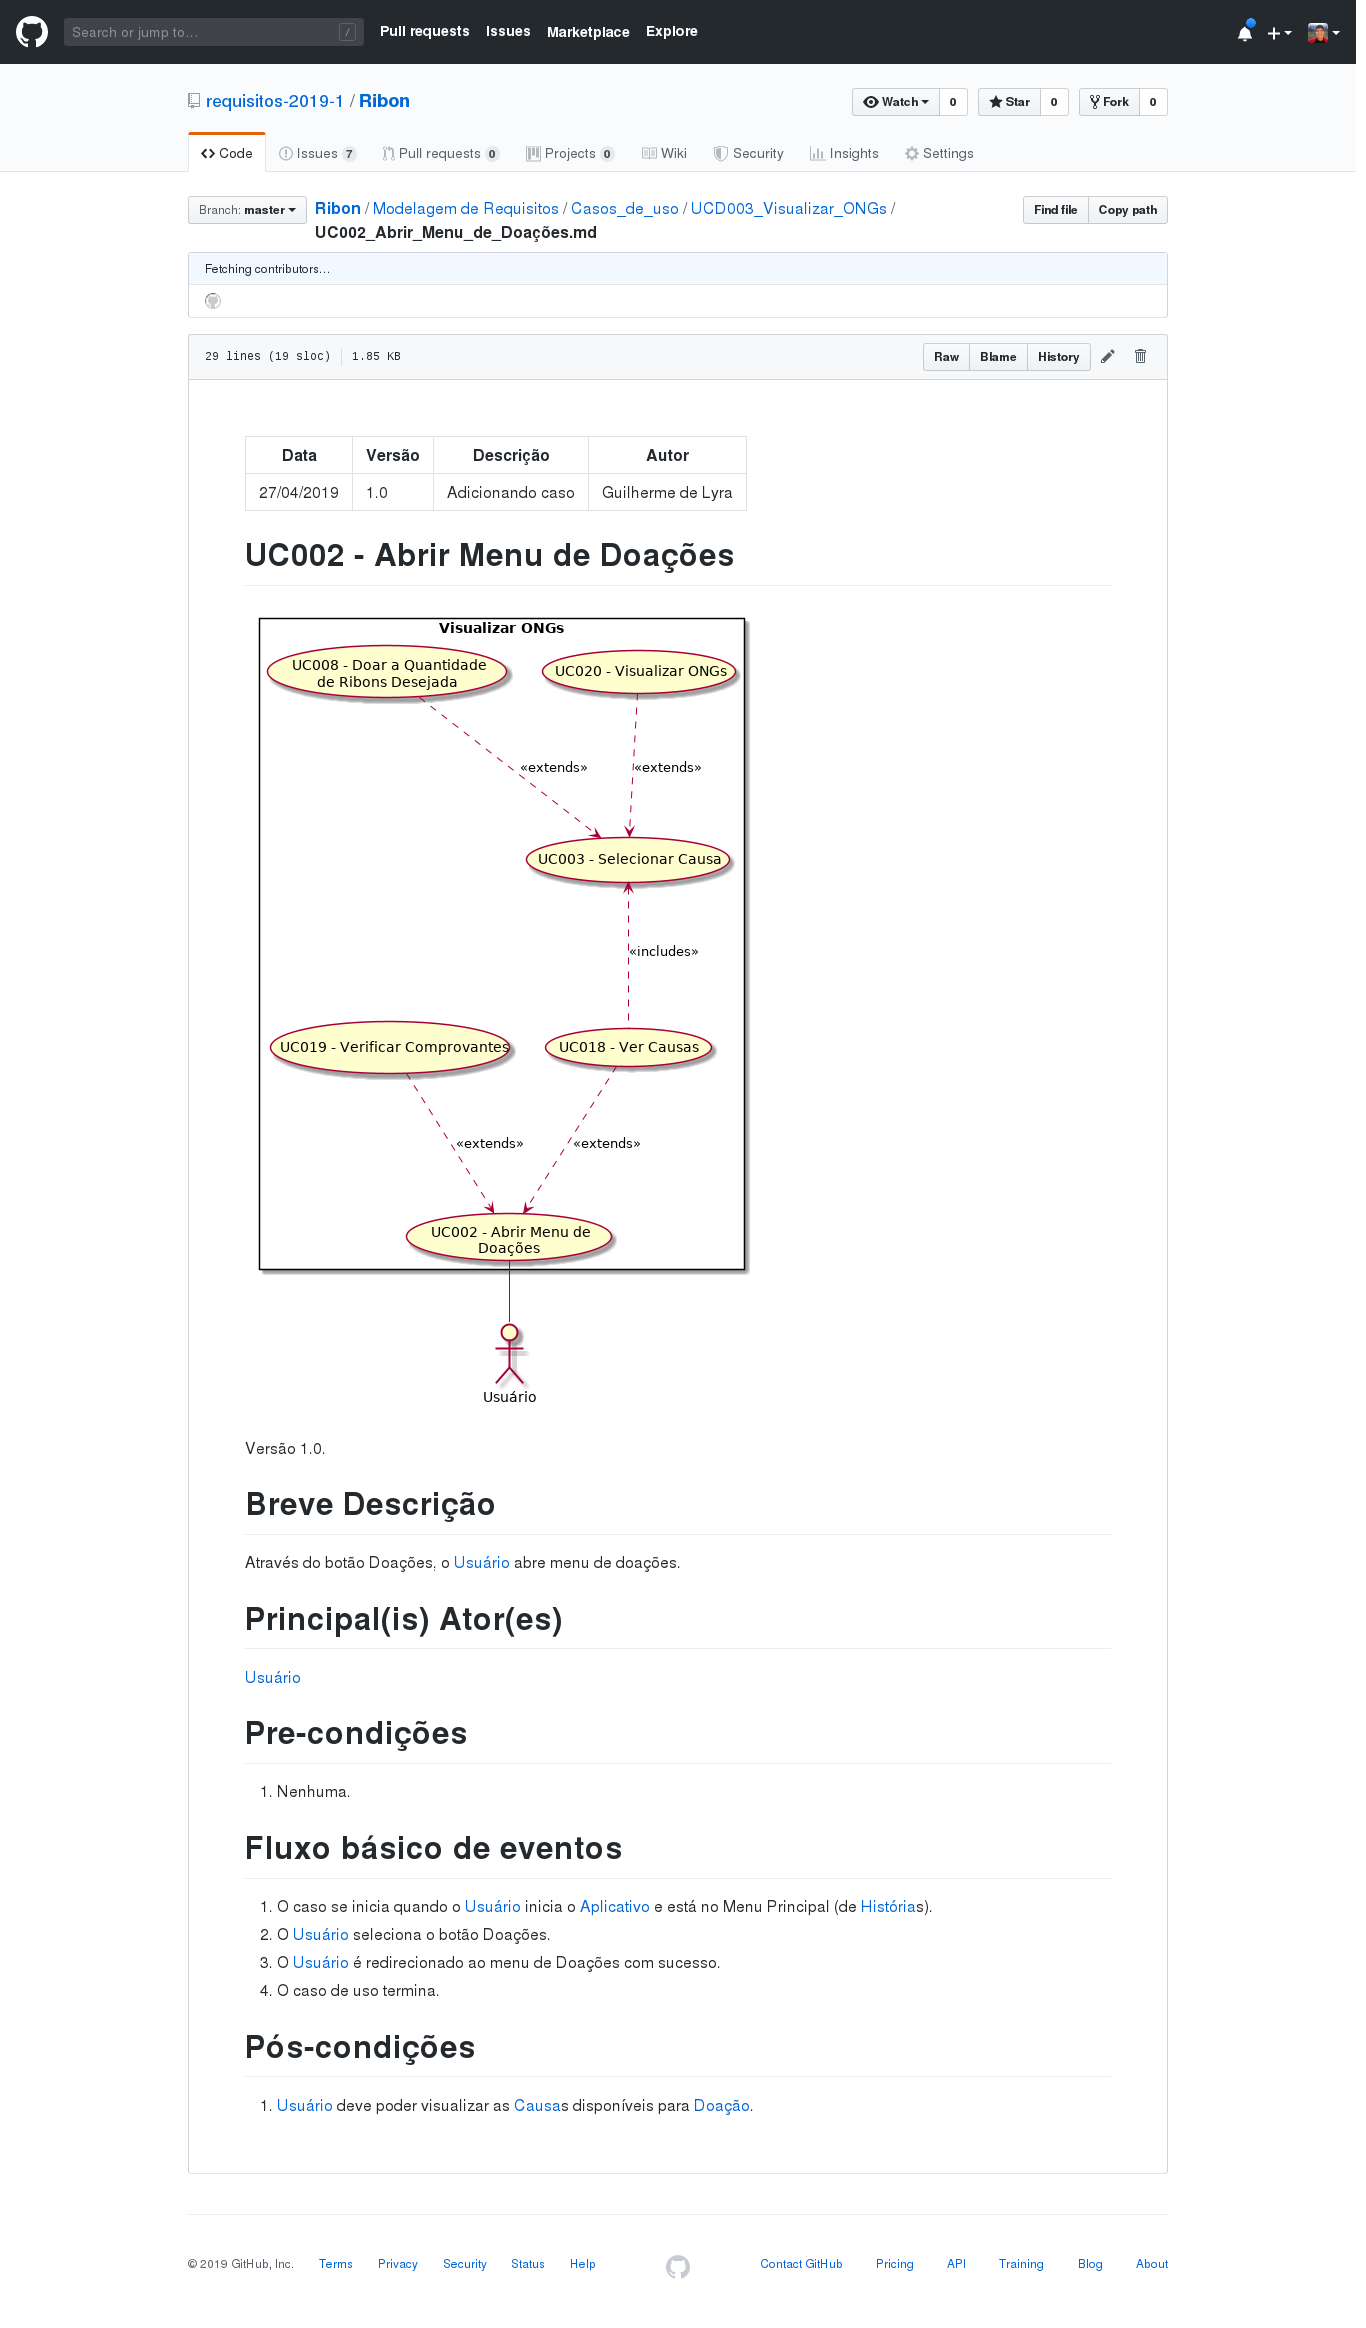 Search or jump to…
/
Pull requests Issues Marketplace Explore
requisitos-2019-1 / Ribon
Watch 0 Star 0 Fork 0
Code Issues 7 Pull requests 0 Projects 0 Wiki Security Insights Settings
Branch: master Ribon / Modelagem de Requisitos / Casos_de_uso / UCD003_Visualizar_ONGs /
UC002_Abrir_Menu_de_Doações.md
Find file Copy path
Fetching contributors…
29 lines (19 sloc) 1.85 KB
Raw Blame History
Data Versão Descrição Autor
27/04/2019 1.0 Adicionando caso Guilherme de Lyra
UC002 - Abrir Menu de Doações
Visualizar ONGs
UC008 - Doar a Quantidade
de Ribons Desejada
UC020 - Visualizar ONGs
«extends» «extends»
UC003 - Selecionar Causa
«includes»
UC019 - Verificar Comprovantes UC018 - Ver Causas
«extends» «extends»
UC002 - Abrir Menu de
Doações
Usuário
Versão 1.0.
Breve Descrição
Através do botão Doações, o Usuário abre menu de doações.
Principal(is) Ator(es)
Usuário
Pre-condições
1. Nenhuma.
Fluxo básico de eventos
1. O caso se inicia quando o Usuário inicia o Aplicativo e está no Menu Principal (de Histórias).
2. O Usuário seleciona o botão Doações.
3. O Usuário é redirecionado ao menu de Doações com sucesso.
4. O caso de uso termina.
Pós-condições
1. Usuário deve poder visualizar as Causas disponíveis para Doação.
© 2019 GitHub, Inc. Terms Privacy Security Status Help Contact GitHub Pricing API Training Blog About